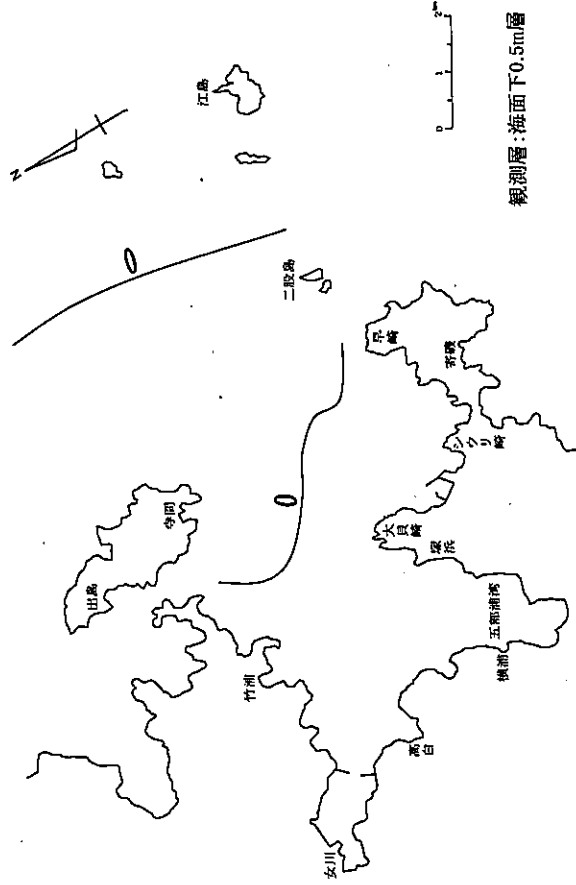 N
江島
0
二股島
早崎
寄磯
シウリ崎
0
寺間
出島
大貝崎
塚浜
竹浦
五部浦湾
横浦
高白
女川
0
1
2㎞
観測層:海面下0.5m層